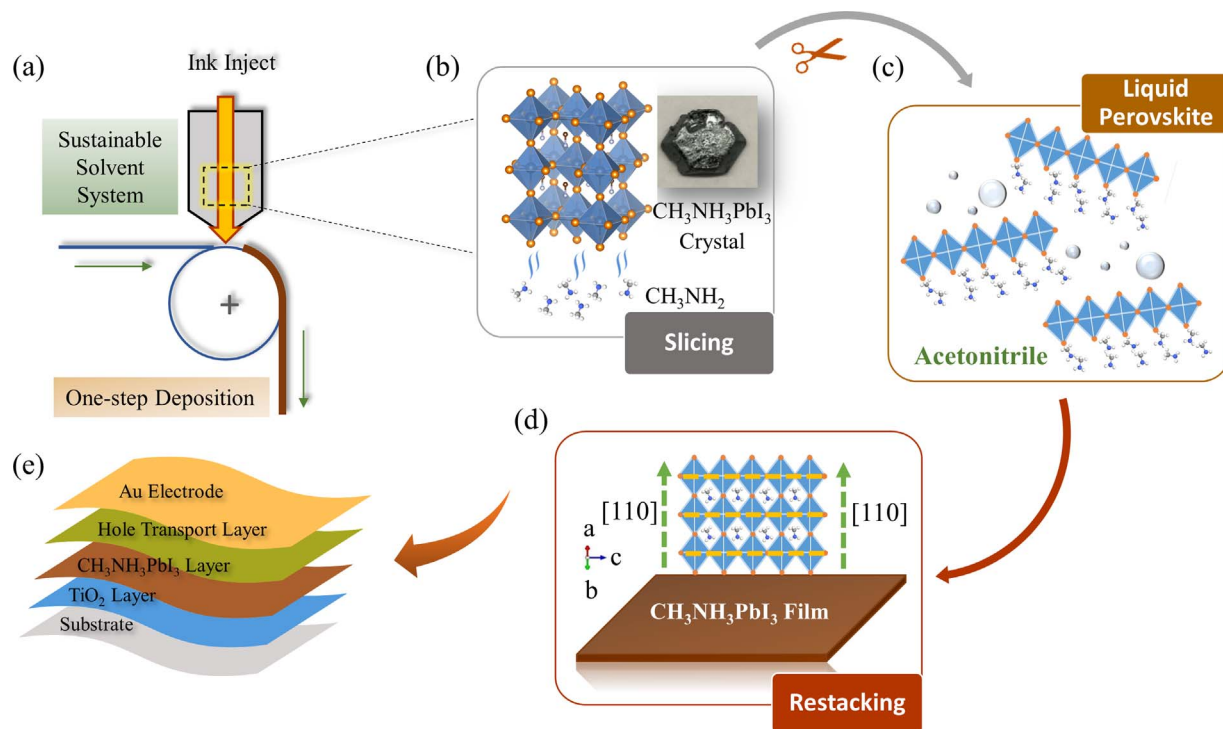 (a)
Ink Inject
Sustainable
Solvent
System
One-step Deposition
(b)
CH₃NH₃PbI₃
Crystal
CH₃NH₂
Slicing
(c)
Liquid
Perovskite
Acetonitrile
(d)
[110]
[110]
a
c
b
CH₃NH₃PbI₃ Film
Restacking
(e)
Au Electrode
Hole Transport Layer
CH₃NH₃PbI₃ Layer
TiO₂ Layer
Substrate